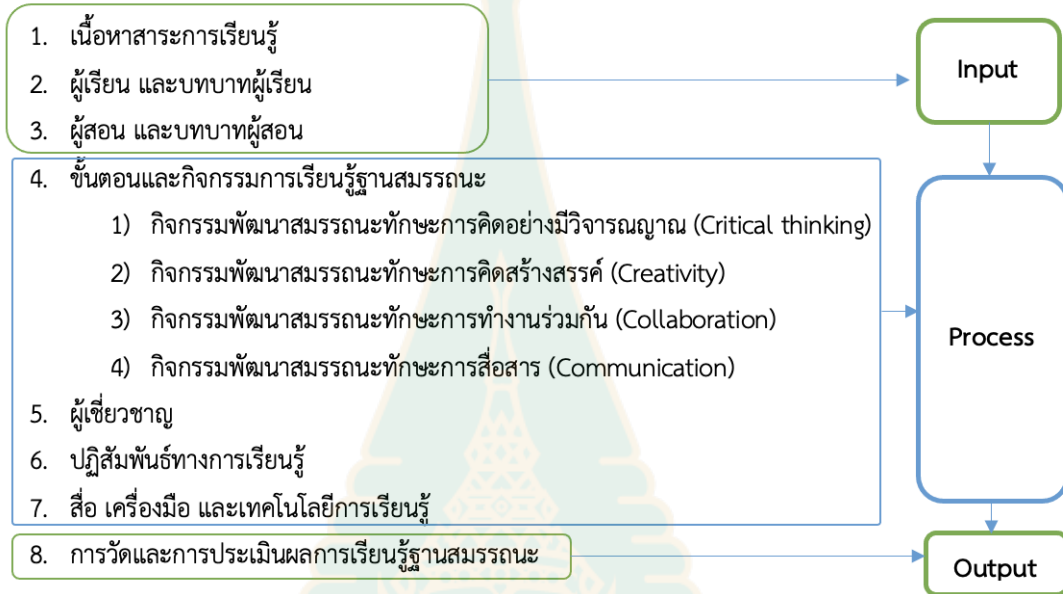 1. เนื้อหาสาระการเรียนรู้
2. ผู้เรียน และบทบาทผู้เรียน
3. ผู้สอน และบทบาทผู้สอน
Input
4. ขั้นตอนและกิจกรรมการเรียนรู้ฐานสมรรถนะ
1) กิจกรรมพัฒนาสมรรถนะทักษะการคิดอย่างมีวิจารณญาณ (Critical thinking)
2) กิจกรรมพัฒนาสมรรถนะทักษะการคิดสร้างสรรค์ (Creativity)
3) กิจกรรมพัฒนาสมรรถนะทักษะการทำงานร่วมกัน (Collaboration)
4) กิจกรรมพัฒนาสมรรถนะทักษะการสื่อสาร (Communication)
5. ผู้เชี่ยวชาญ
6. ปฏิสัมพันธ์ทางการเรียนรู้
7. สื่อ เครื่องมือ และเทคโนโลยีการเรียนรู้
Process
8. การวัดและการประเมินผลการเรียนรู้ฐานสมรรถนะ
Output